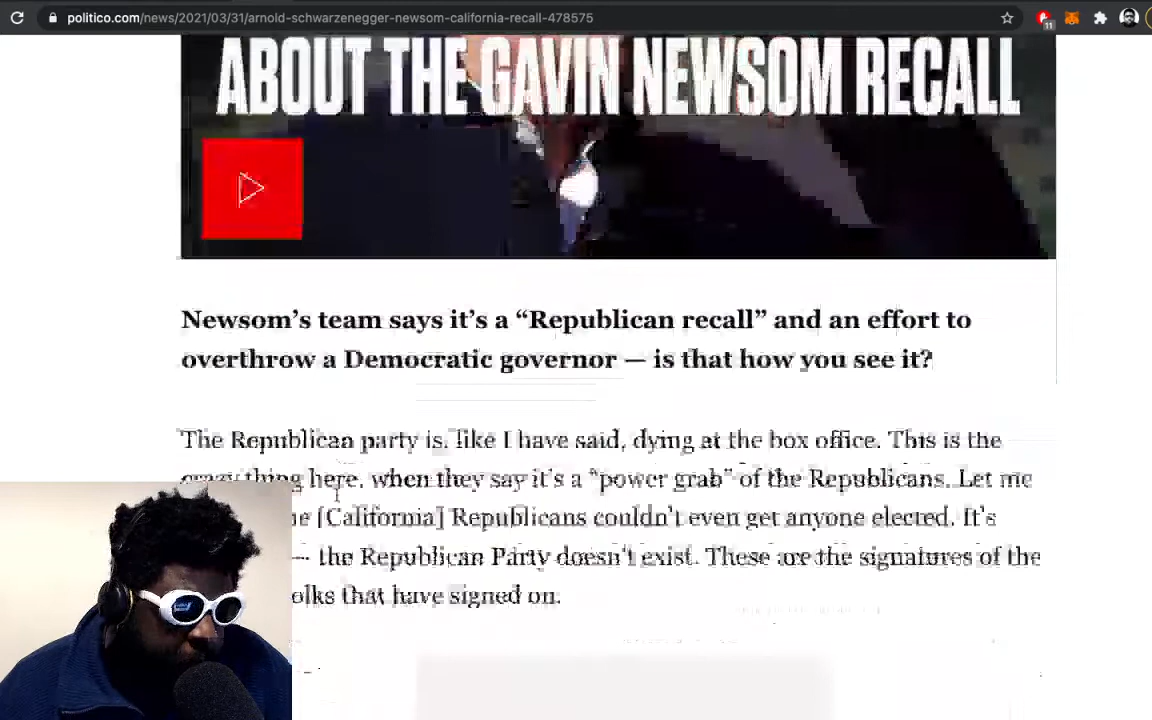 politico.com/news/2021/03/31/arnold-schwarzenegger-newsom-california-recall-478575
11
ABOUT THE GAVIN NEWSOM RECALL
Newsom's team says it's a “Republican recall” and an effort to
overthrow a Democratic governor — is that how you see it?
The Republican party is, like I have said, dying at the box office. This is the
crazy thing here, when they say it's a “power grab” of the Republicans. Let me
[California] Republicans couldn't even get anyone elected. It's
— the Republican Party doesn't exist. These are the signatures of the
olks that have signed on.